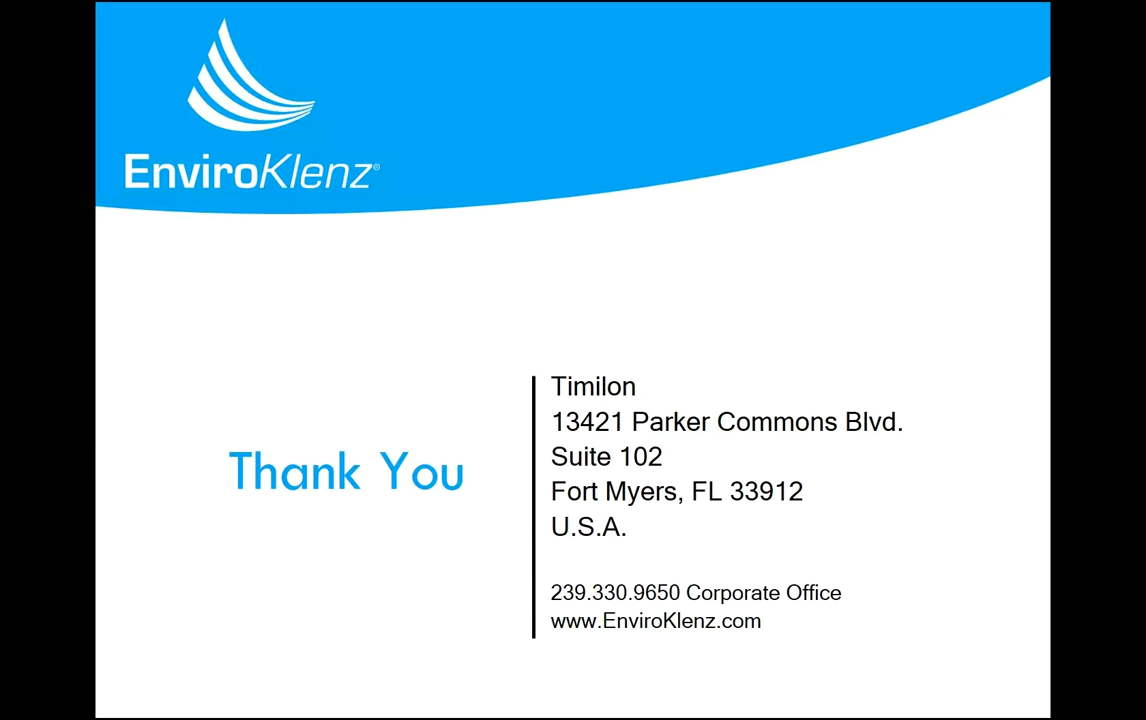 EnviroKlenz®
Thank You
Timilon
13421 Parker Commons Blvd.
Suite 102
Fort Myers, FL 33912
U.S.A.
239.330.9650 Corporate Office
www.EnviroKlenz.com